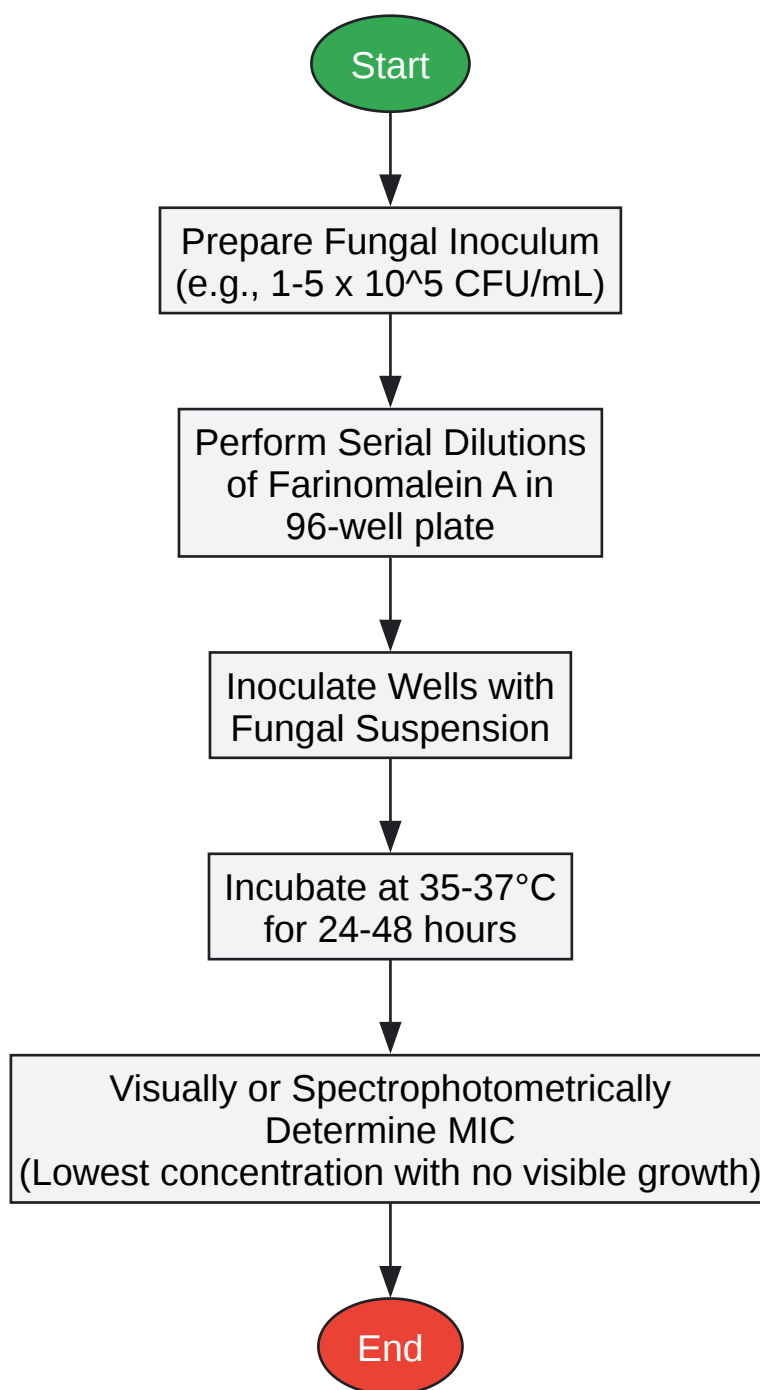 Start
Prepare Fungal Inoculum
(e.g., 1-5 x 10^5 CFU/mL)
Perform Serial Dilutions
of Farinomalein A in
96-well plate
Inoculate Wells with
Fungal Suspension
Incubate at 35-37°C
for 24-48 hours
Visually or Spectrophotometrically
Determine MIC
(Lowest concentration with no visible growth)
End